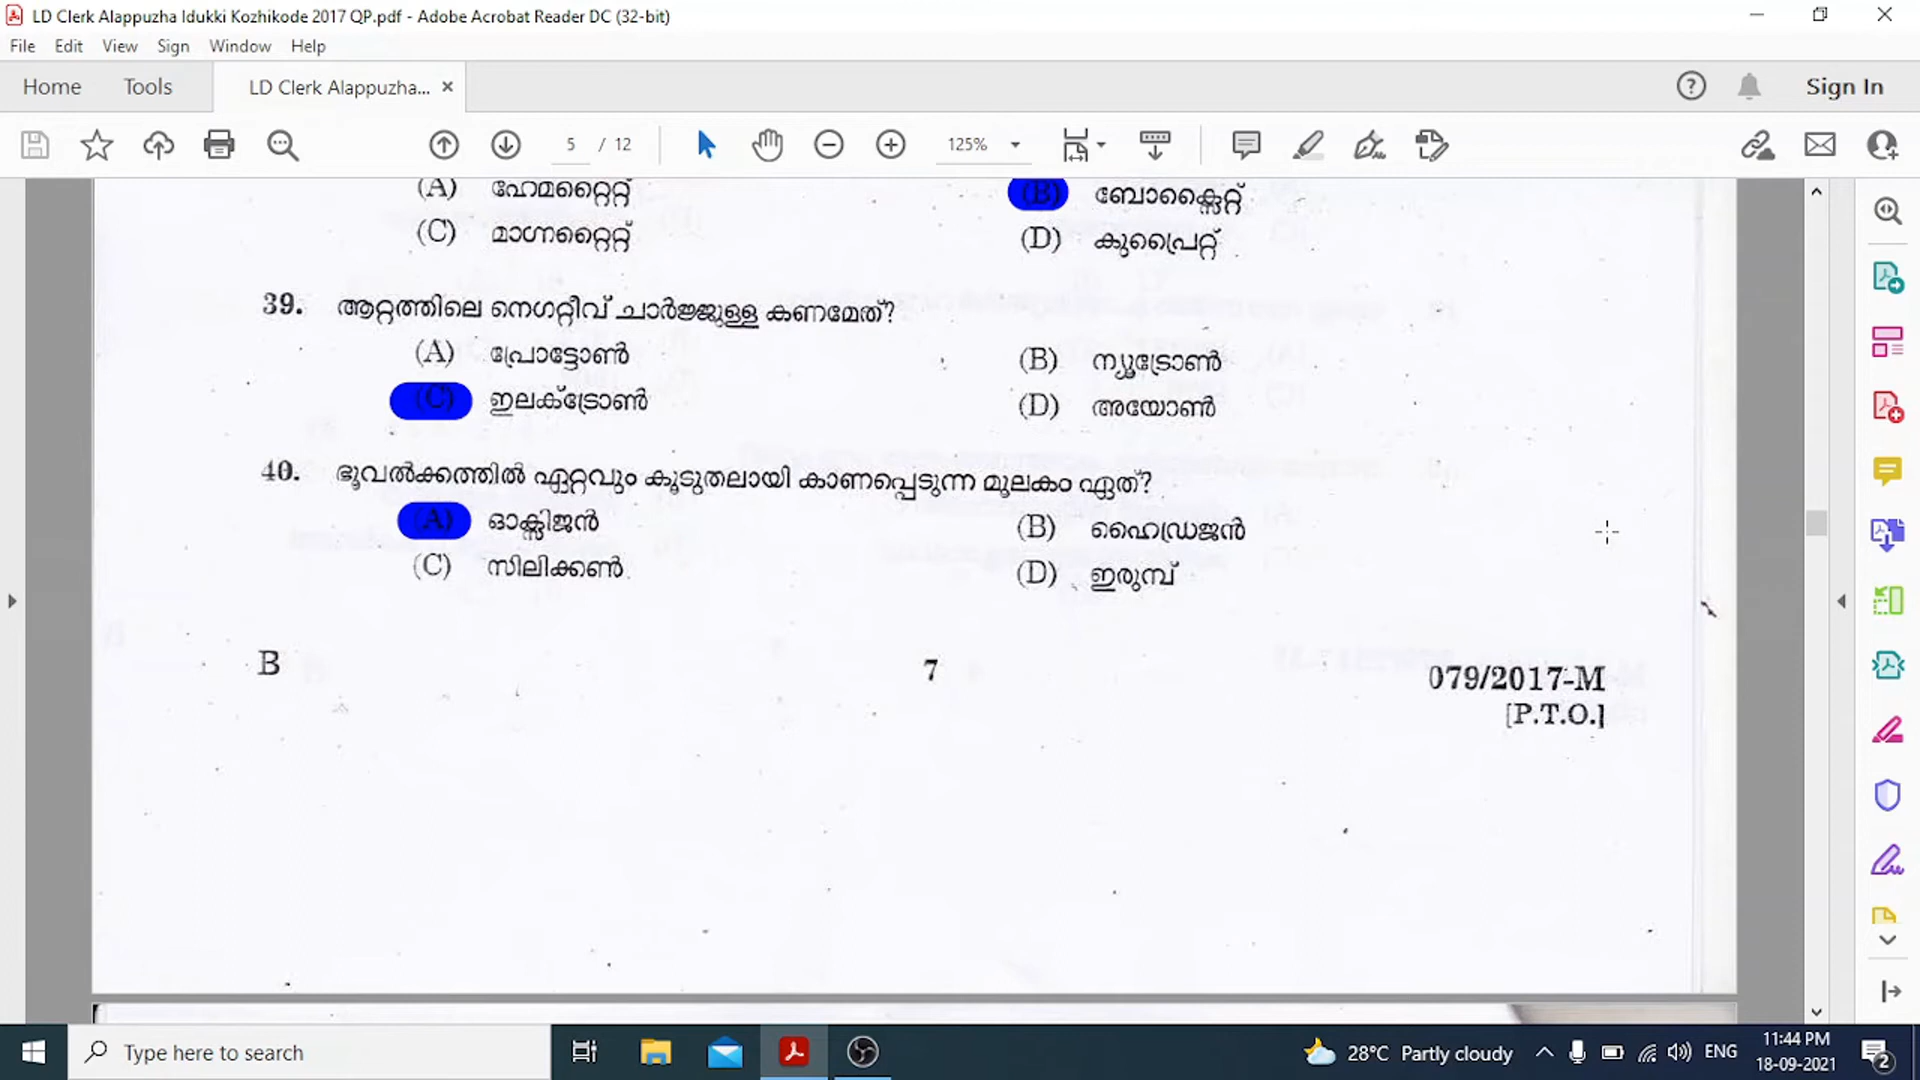 LD Clerk Alappuzha Idukki Kozhikode 2017 QP.pdf - Adobe Acrobat Reader DC (32-bit)
File Edit View Sign Window Help
Home Tools LD Clerk Alappuzha... × Sign In
5 / 12 125%
(A) ഹേമറ്റൈറ്റ് (B) ബോക്സൈറ്റ്
(C) മാഗ്നറ്റൈറ്റ് (D) കുപ്രൈറ്റ്
39. ആറ്റത്തിലെ നെഗറ്റീവ് ചാർജ്ജുള്ള കണമേത്?
(A) പ്രോട്ടോൺ (B) ന്യൂട്രോൺ
(C) ഇലക്ട്രോൺ (D) അയോൺ
40. ഭൂവൽക്കത്തിൽ ഏറ്റവും കൂടുതലായി കാണപ്പെടുന്ന മൂലകം ഏത്?
(A) ഓക്സിജൻ (B) ഹൈഡ്രജൻ
(C) സിലിക്കൺ (D) ഇരുമ്പ്
B 7 079/2017-M
[P.T.O.]
Type here to search 28°C Partly cloudy ENG 11:44 PM
18-09-2021 2